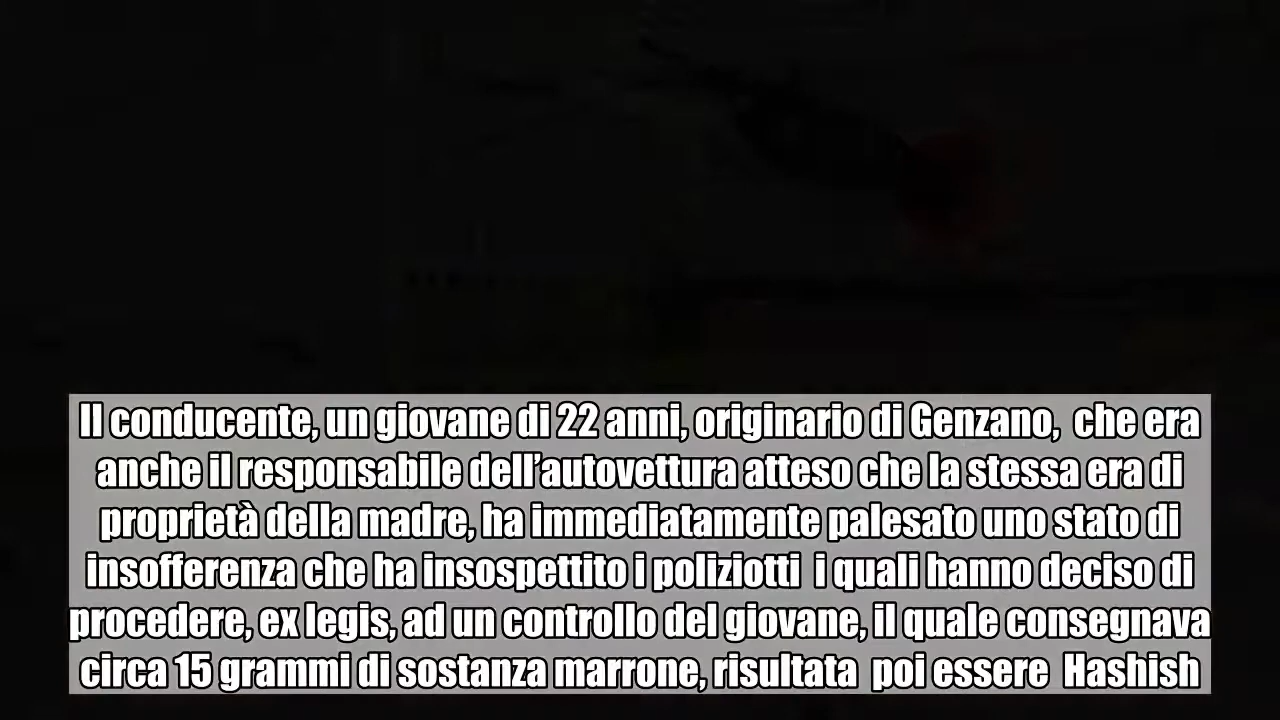 Il conducente, un giovane di 22 anni, originario di Genzano, che era
anche il responsabile dell'autovettura atteso che la stessa era di
proprietà della madre, ha immediatamente palesato uno stato di
insofferenza che ha insospettito i poliziotti i quali hanno deciso di
procedere, ex legis, ad un controllo del giovane, il quale consegnava
circa 15 grammi di sostanza marrone, risultata poi essere Hashish